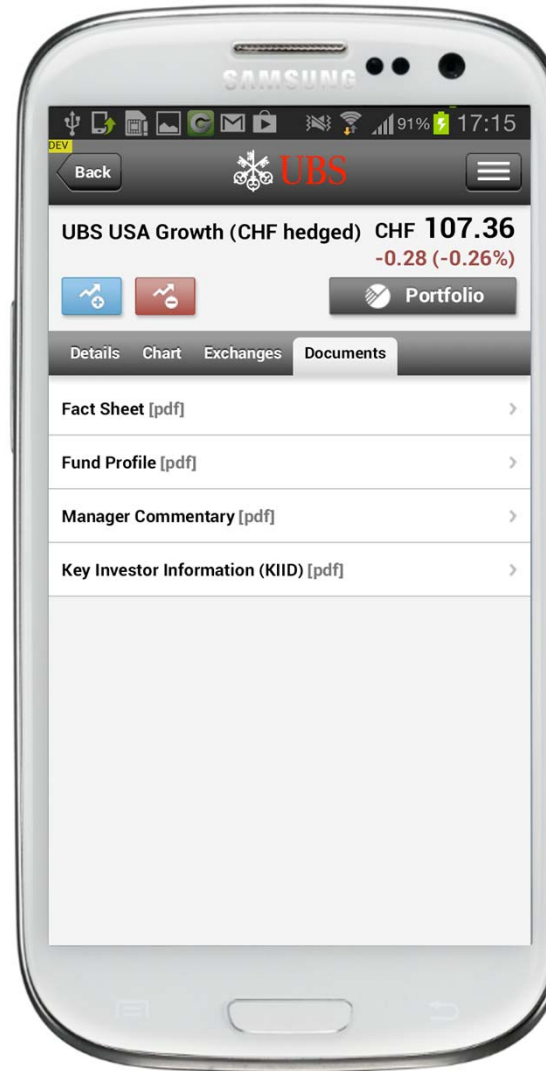 SAMSUNG
91% 17:15
DEV
Back
UBS
UBS USA Growth (CHF hedged) CHF 107.36
-0.28 (-0.26%)
Portfolio
Details Chart Exchanges Documents
Fact Sheet [pdf]
Fund Profile [pdf]
Manager Commentary [pdf]
Key Investor Information (KIID) [pdf]